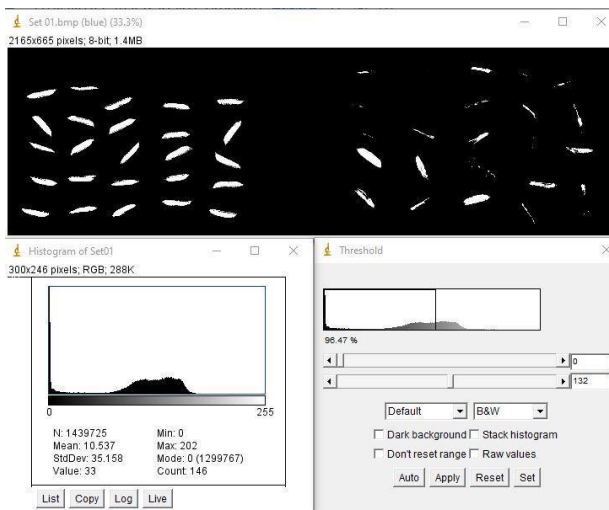 Set 01.bmp (blue) (33.3%)
2165x665 pixels; 8-bit; 1.4MB
Histogram of Set01
300x246 pixels; RGB; 288K
0 255
N: 1439725 Min: 0
Mean: 10.537 Max: 202
StdDev: 35.158 Mode: 0 (1299767)
Value: 33 Count: 146
List Copy Log Live
Threshold
96.47 %
0
132
Default B&W
Dark background Stack histogram
Don't reset range Raw values
Auto Apply Reset Set